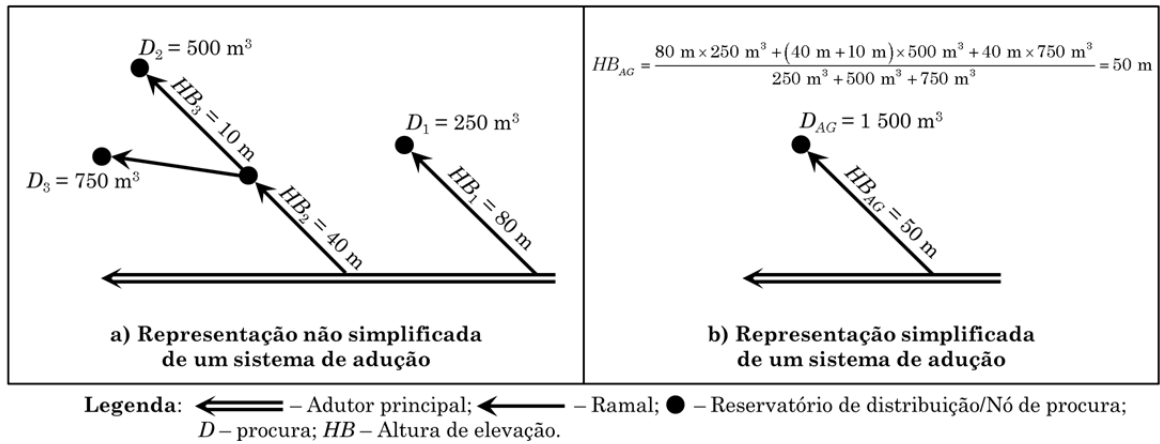 D₂ = 500 m³
HB₃ = 10 m
D₁ = 250 m³
D₃ = 750 m³
HB₂ = 40 m
HB₁ = 80 m
a) Representação não simplificada
de um sistema de adução
HB_AG = (80 m × 250 m³ + (40 m + 10 m) × 500 m³ + 40 m × 750 m³) / (250 m³ + 500 m³ + 750 m³) = 50 m
D_AG = 1 500 m³
HB_AG = 50 m
b) Representação simplificada
de um sistema de adução
Legenda: – Adutor principal; – Ramal; – Reservatório de distribuição/Nó de procura;
D – procura; HB – Altura de elevação.